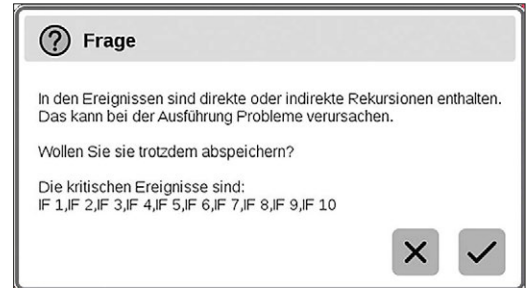 Frage
In den Ereignissen sind direkte oder indirekte Rekursionen enthalten.
Das kann bei der Ausführung Probleme verursachen.
Wollen Sie sie trotzdem abspeichern?
Die kritischen Ereignisse sind:
IF 1,IF 2,IF 3,IF 4,IF 5,IF 6,IF 7,IF 8,IF 9,IF 10